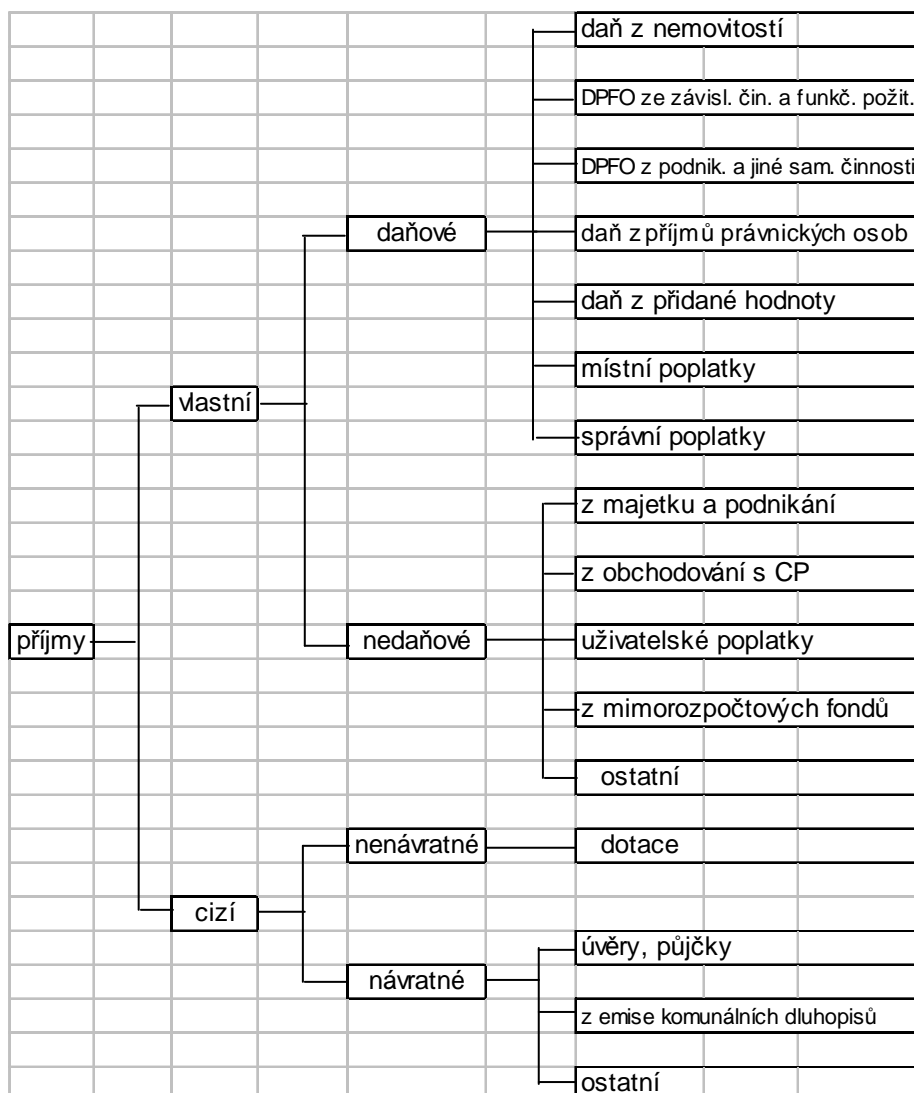 daň z nemovitostí
DPFO ze závisl. čin. a funkč. požit.
DPFO z podnik. a jiné sam. činnosti
daňové
daň z příjmů právnických osob
daň z přidané hodnoty
místní poplatky
vlastní
správní poplatky
z majetku a podnikání
z obchodování s CP
příjmy
nedaňové
uživatelské poplatky
z mimorozpočtových fondů
ostatní
nenávratné
dotace
cizí
úvěry, půjčky
návratné
z emise komunálních dluhopisů
ostatní